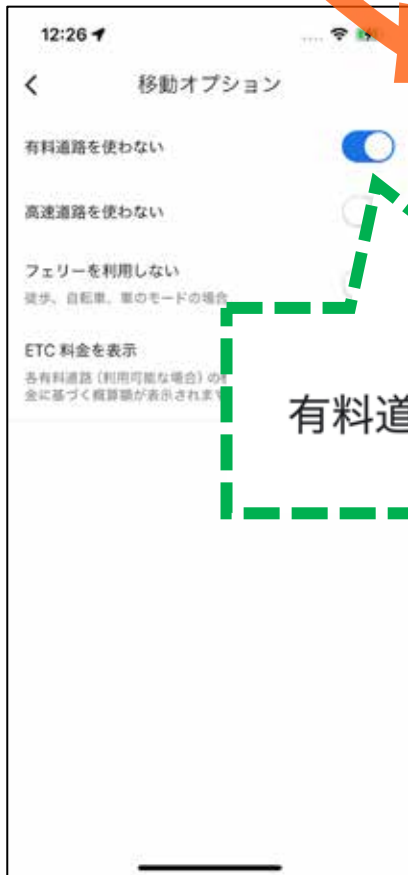 12:26
移動オプション
有料道路を使わない
高速道路を使わない
フェリーを利用しない
徒歩、自転車、車のモードの場合
ETC 料金を表示
各有料道路（利用可能な場合）の
金に基づく概算額が表示されます
有料道